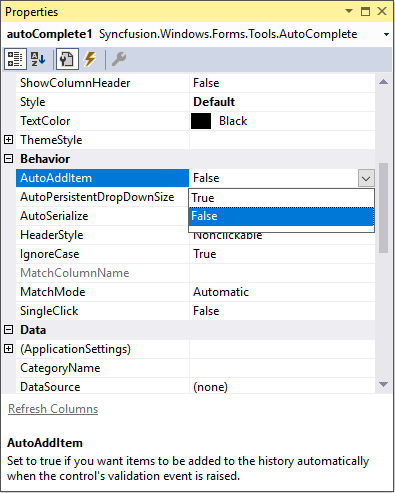 Properties
autoComplete1 Syncfusion.Windows.Forms.Tools.AutoComplete
ShowColumnHeader False
Style Default
TextColor Black
ThemeStyle
Behavior
AutoAddItem False
AutoPersistentDropDownSize True
AutoSerialize False
HeaderStyle Nonclickable
IgnoreCase True
MatchColumnName
MatchMode Automatic
SingleClick False
Data
(ApplicationSettings)
CategoryName
DataSource (none)
Refresh Columns
AutoAddItem
Set to true if you want items to be added to the history automatically
when the control's validation event is raised.